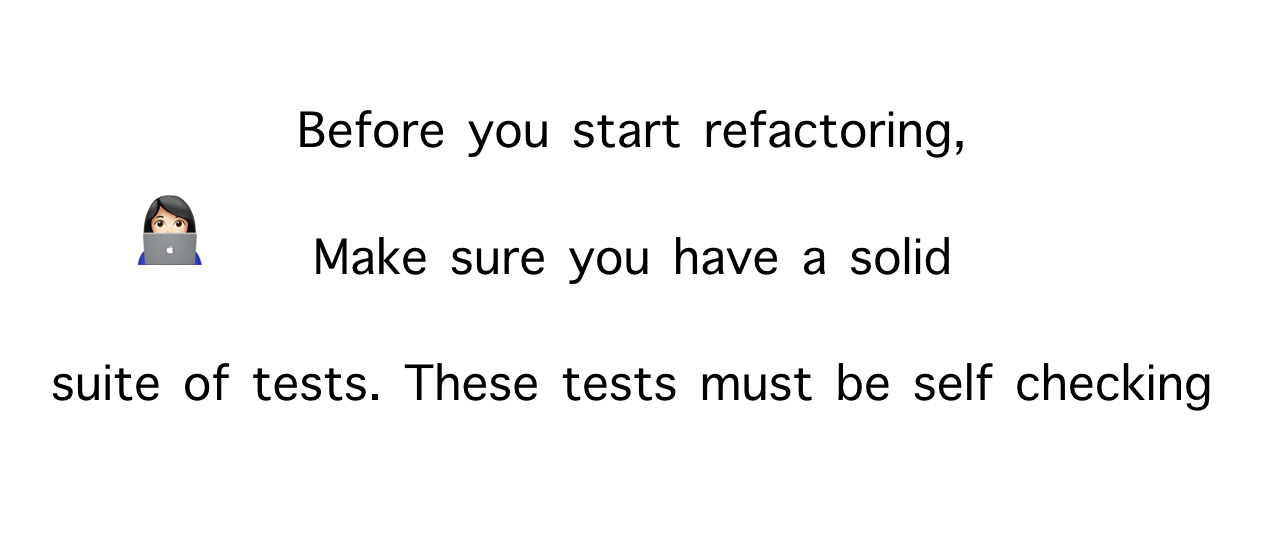 Before you start refactoring,
Make sure you have a solid
suite of tests. These tests must be self checking